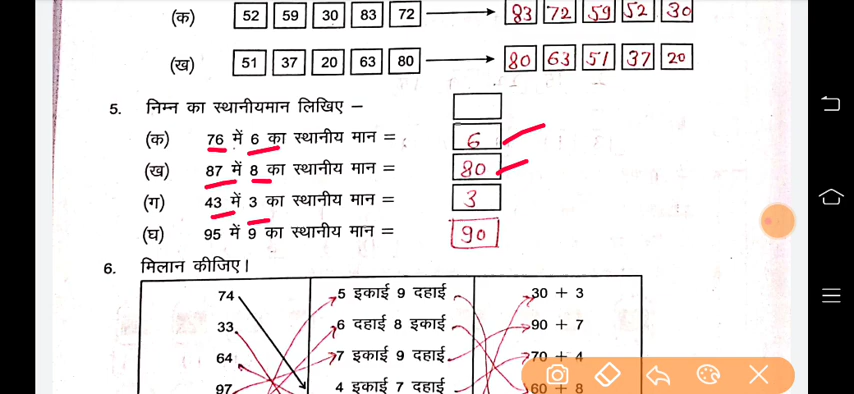 (क) 52 59 30 83 72 83 72 59 52 30
(ख) 51 37 20 63 80 80 63 51 37 20
5. निम्न का स्थानीयमान लिखिए –
(क) 76 में 6 का स्थानीय मान = 6
(ख) 87 में 8 का स्थानीय मान = 80
(ग) 43 में 3 का स्थानीय मान = 3
(घ) 95 में 9 का स्थानीय मान = 90
6. मिलान कीजिए।
74 5 इकाई 9 दहाई 30 + 3
33 6 दहाई 8 इकाई 90 + 7
64 7 इकाई 9 दहाई 70 + 4
97 4 इकाई 7 दहाई 60 + 8